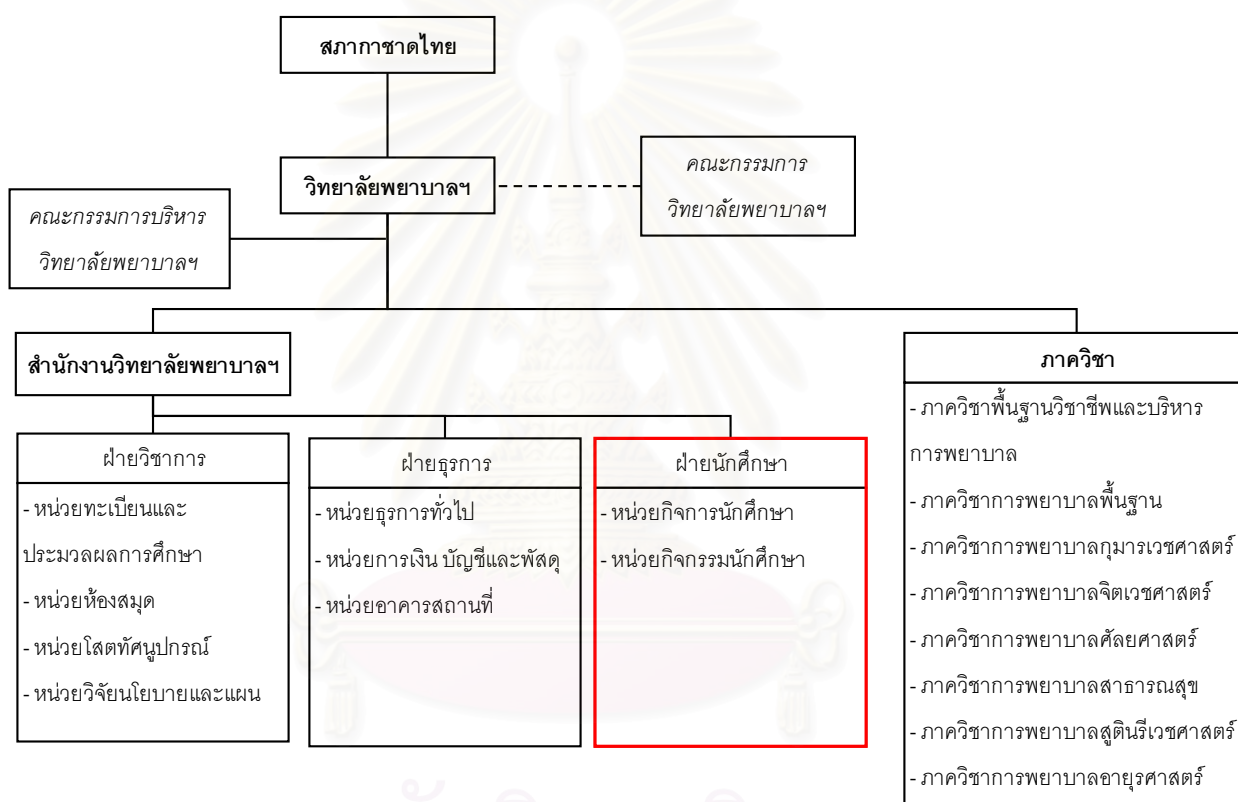 สภากาชาดไทย
วิทยาลัยพยาบาลฯ
คณะกรรมการ
วิทยาลัยพยาบาลฯ
คณะกรรมการบริหาร
วิทยาลัยพยาบาลฯ
สำนักงานวิทยาลัยพยาบาลฯ
ฝ่ายวิชาการ
- หน่วยทะเบียนและ
ประมวลผลการศึกษา
- หน่วยห้องสมุด
- หน่วยโสตทัศนูปกรณ์
- หน่วยวิจัยนโยบายและแผน
ฝ่ายธุรการ
- หน่วยธุรการทั่วไป
- หน่วยการเงิน บัญชีและพัสดุ
- หน่วยอาคารสถานที่
ฝ่ายนักศึกษา
- หน่วยกิจการนักศึกษา
- หน่วยกิจกรรมนักศึกษา
ภาควิชา
- ภาควิชาพื้นฐานวิชาชีพและบริหาร
การพยาบาล
- ภาควิชาการพยาบาลพื้นฐาน
- ภาควิชาการพยาบาลกุมารเวชศาสตร์
- ภาควิชาการพยาบาลจิตเวชศาสตร์
- ภาควิชาการพยาบาลศัลยศาสตร์
- ภาควิชาการพยาบาลสาธารณสุข
- ภาควิชาการพยาบาลสูตินรีเวชศาสตร์
- ภาควิชาการพยาบาลอายุรศาสตร์